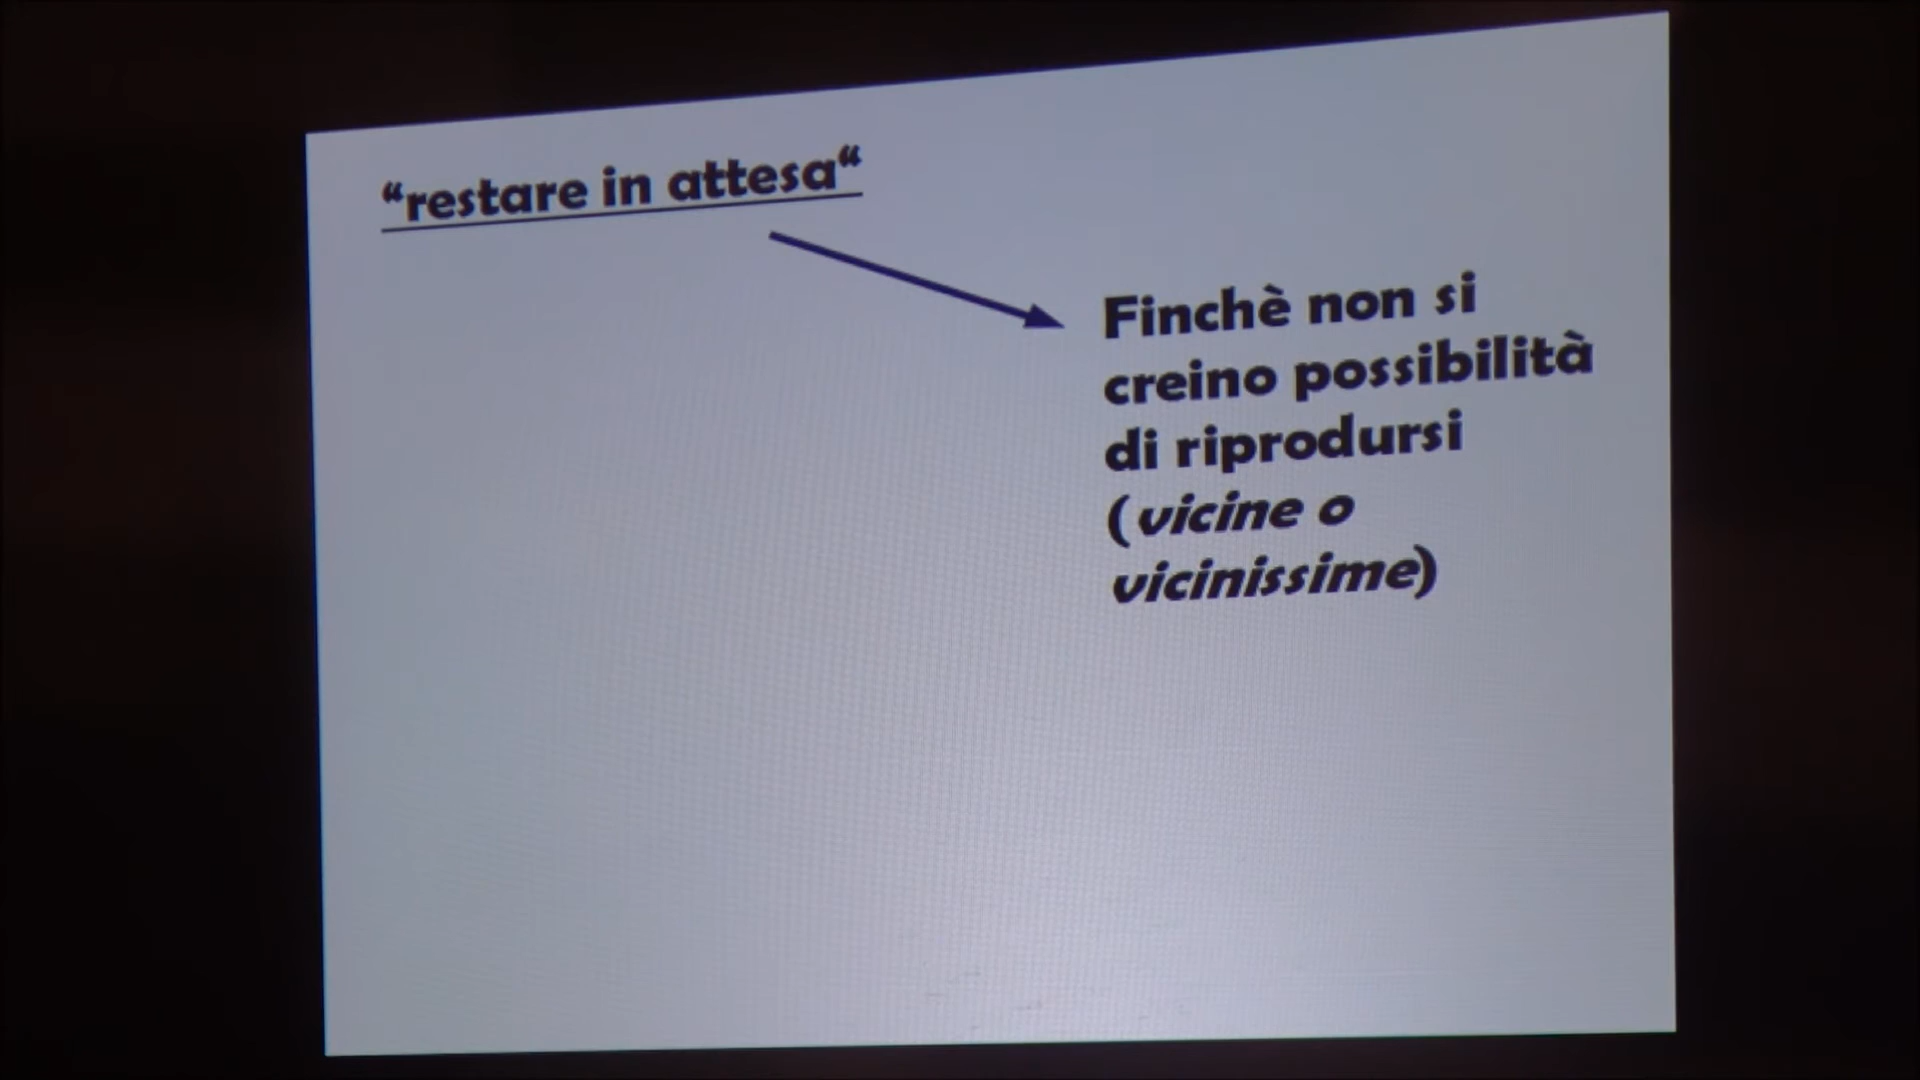 “restare in attesa“
Finchè non si
creino possibilità
di riprodursi
(vicine o
vicinissime)